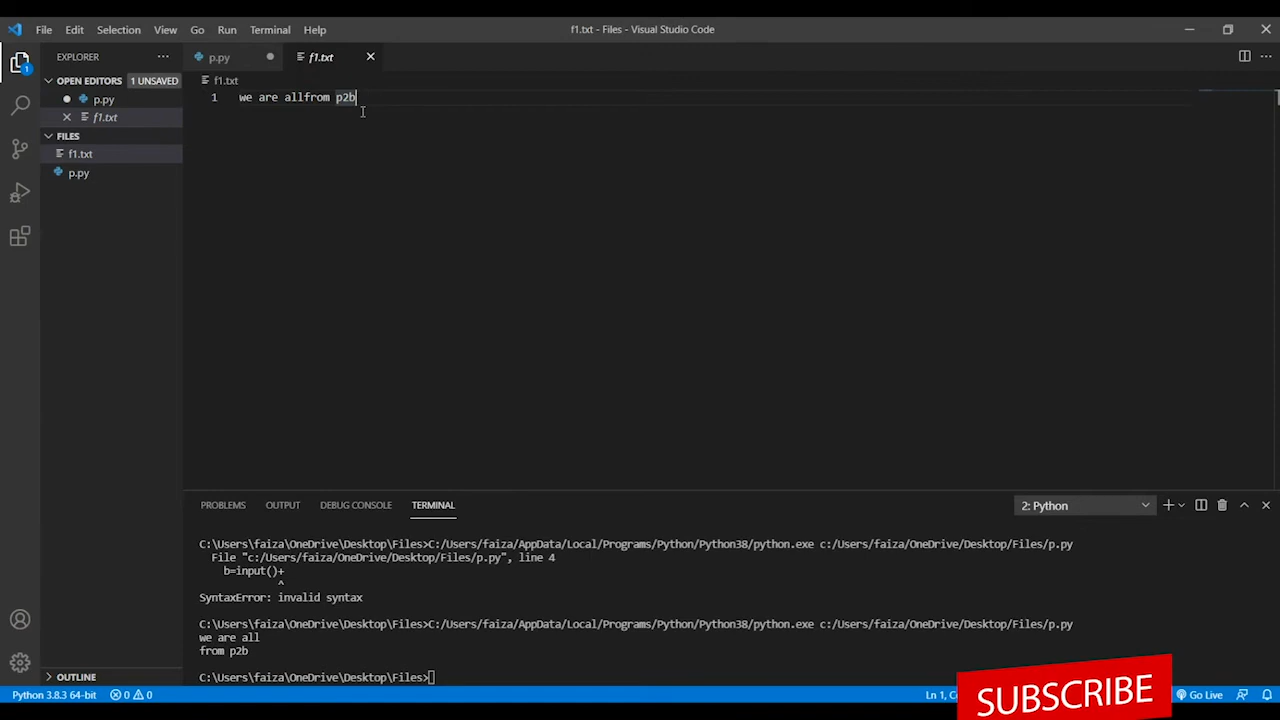 File Edit Selection View Go Run Terminal Help
f1.txt - Files - Visual Studio Code
EXPLORER
p.py
f1.txt
OPEN EDITORS 1 UNSAVED
f1.txt
p.py
1 we are allfrom p2b
f1.txt
FILES
f1.txt
p.py
1
PROBLEMS OUTPUT DEBUG CONSOLE TERMINAL
2: Python
C:\Users\faiza\OneDrive\Desktop\Files>C:/Users/faiza/AppData/Local/Programs/Python/Python38/python.exe c:/Users/faiza/OneDrive/Desktop/Files/p.py
File "c:/Users/faiza/OneDrive/Desktop/Files/p.py", line 4
b=input()+
^
SyntaxError: invalid syntax
C:\Users\faiza\OneDrive\Desktop\Files>C:/Users/faiza/AppData/Local/Programs/Python/Python38/python.exe c:/Users/faiza/OneDrive/Desktop/Files/p.py
we are all
from p2b
C:\Users\faiza\OneDrive\Desktop\Files>
OUTLINE
Python 3.8.3 64-bit 0 0
Ln 1,
Go Live
SUBSCRIBE